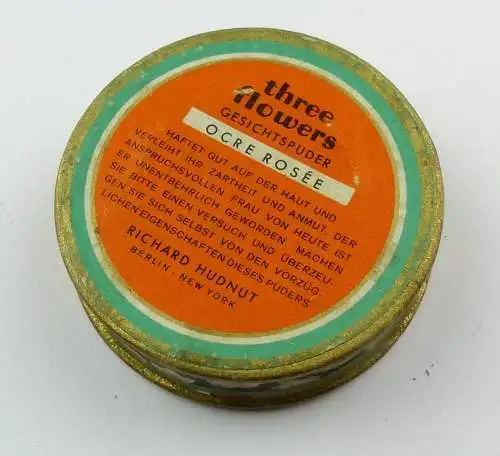 three
flowers
GESICHTSPUDER
OCRE ROSÉE
HAFTET GUT AUF DER HAUT UND
VERLEIHT IHR ZARTHEIT UND ANMUT. DER
ANSPRUCHSVOLLEN FRAU VON HEUTE IST
ER UNENTBEHRLICH GEWORDEN. MACHEN
SIE BITTE EINEN VERSUCH UND ÜBERZEU-
GEN SIE SICH SELBST VON DEN VORZÜG-
LICHEN EIGENSCHAFTEN DIESES PUDERS
RICHARD HUDNUT
BERLIN - NEW YORK